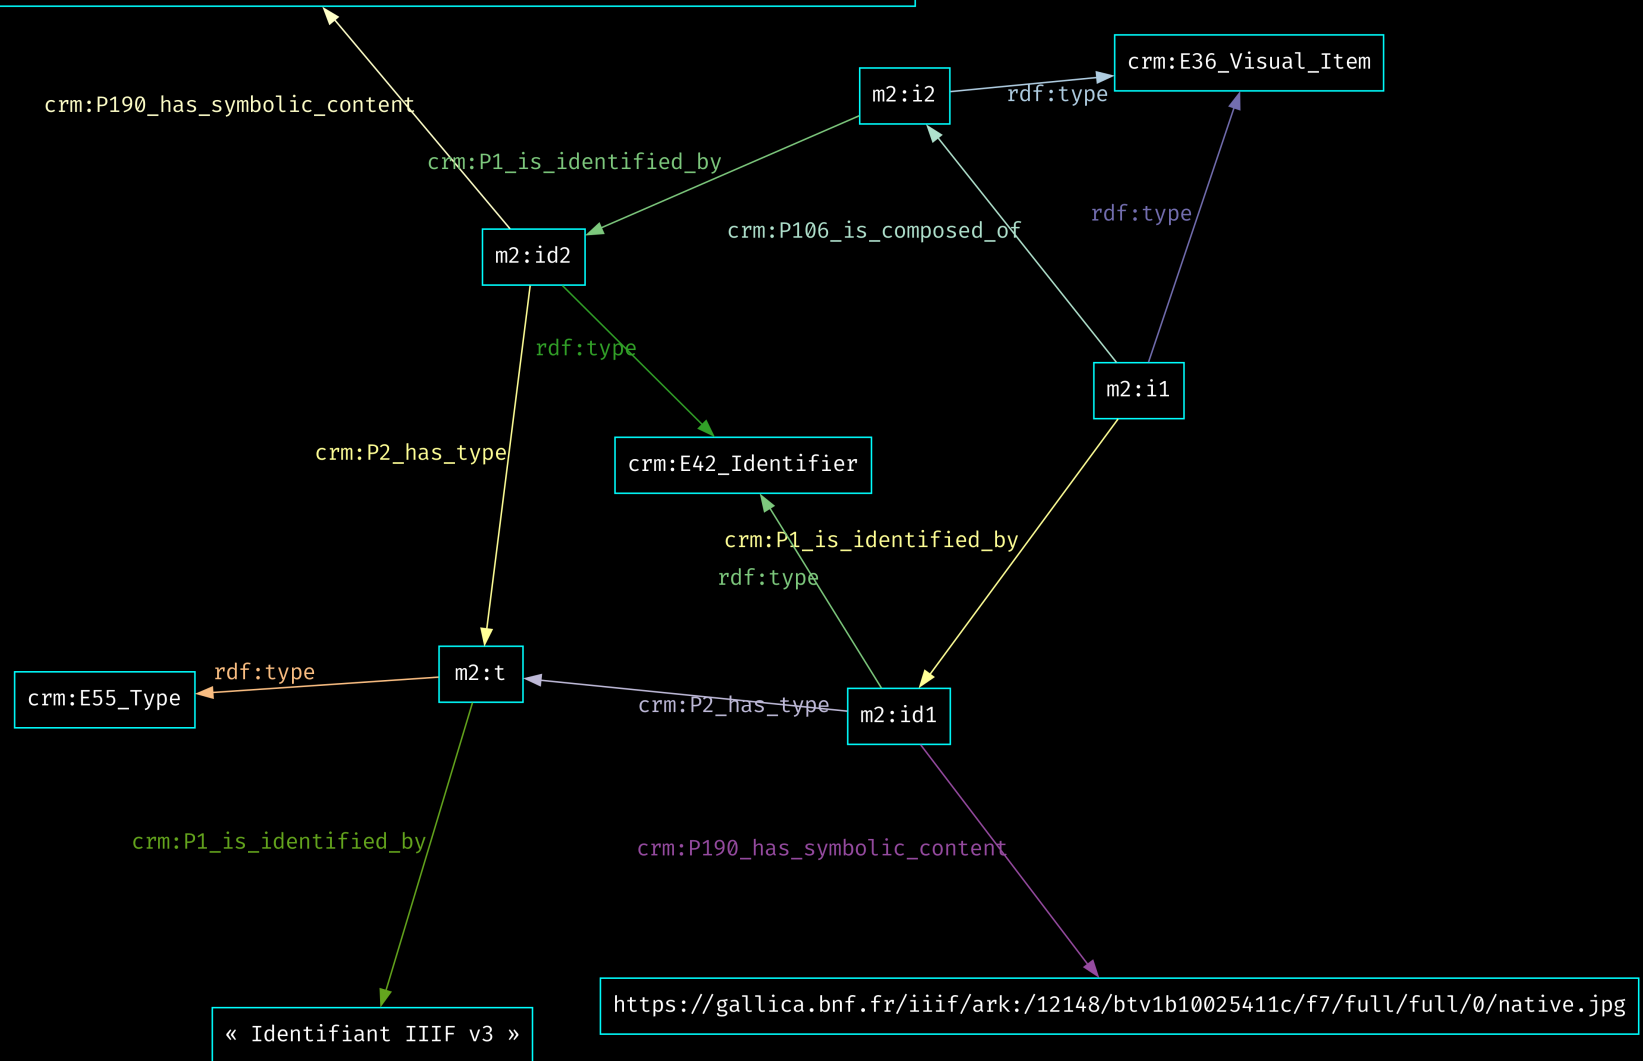 crm:E36_Visual_Item
m2:i2
rdf:type
crm:P190_has_symbolic_content
crm:P1_is_identified_by
rdf:type
crm:P106_is_composed_of
m2:id2
rdf:type
m2:i1
crm:P2_has_type
crm:E42_Identifier
crm:P1_is_identified_by
rdf:type
rdf:type
m2:t
crm:E55_Type
crm:P2_has_type
m2:id1
crm:P1_is_identified_by
crm:P190_has_symbolic_content
https://gallica.bnf.fr/iiif/ark:/12148/btv1b10025411c/f7/full/full/0/native.jpg
« Identifiant IIIF v3 »